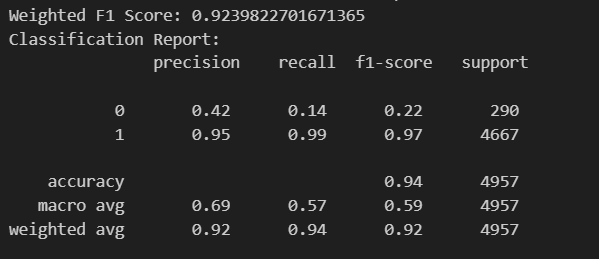 Weighted F1 Score: 0.9239822701671365
Classification Report:
precision recall f1-score support
0 0.42 0.14 0.22 290
1 0.95 0.99 0.97 4667
accuracy 0.94 4957
macro avg 0.69 0.57 0.59 4957
weighted avg 0.92 0.94 0.92 4957